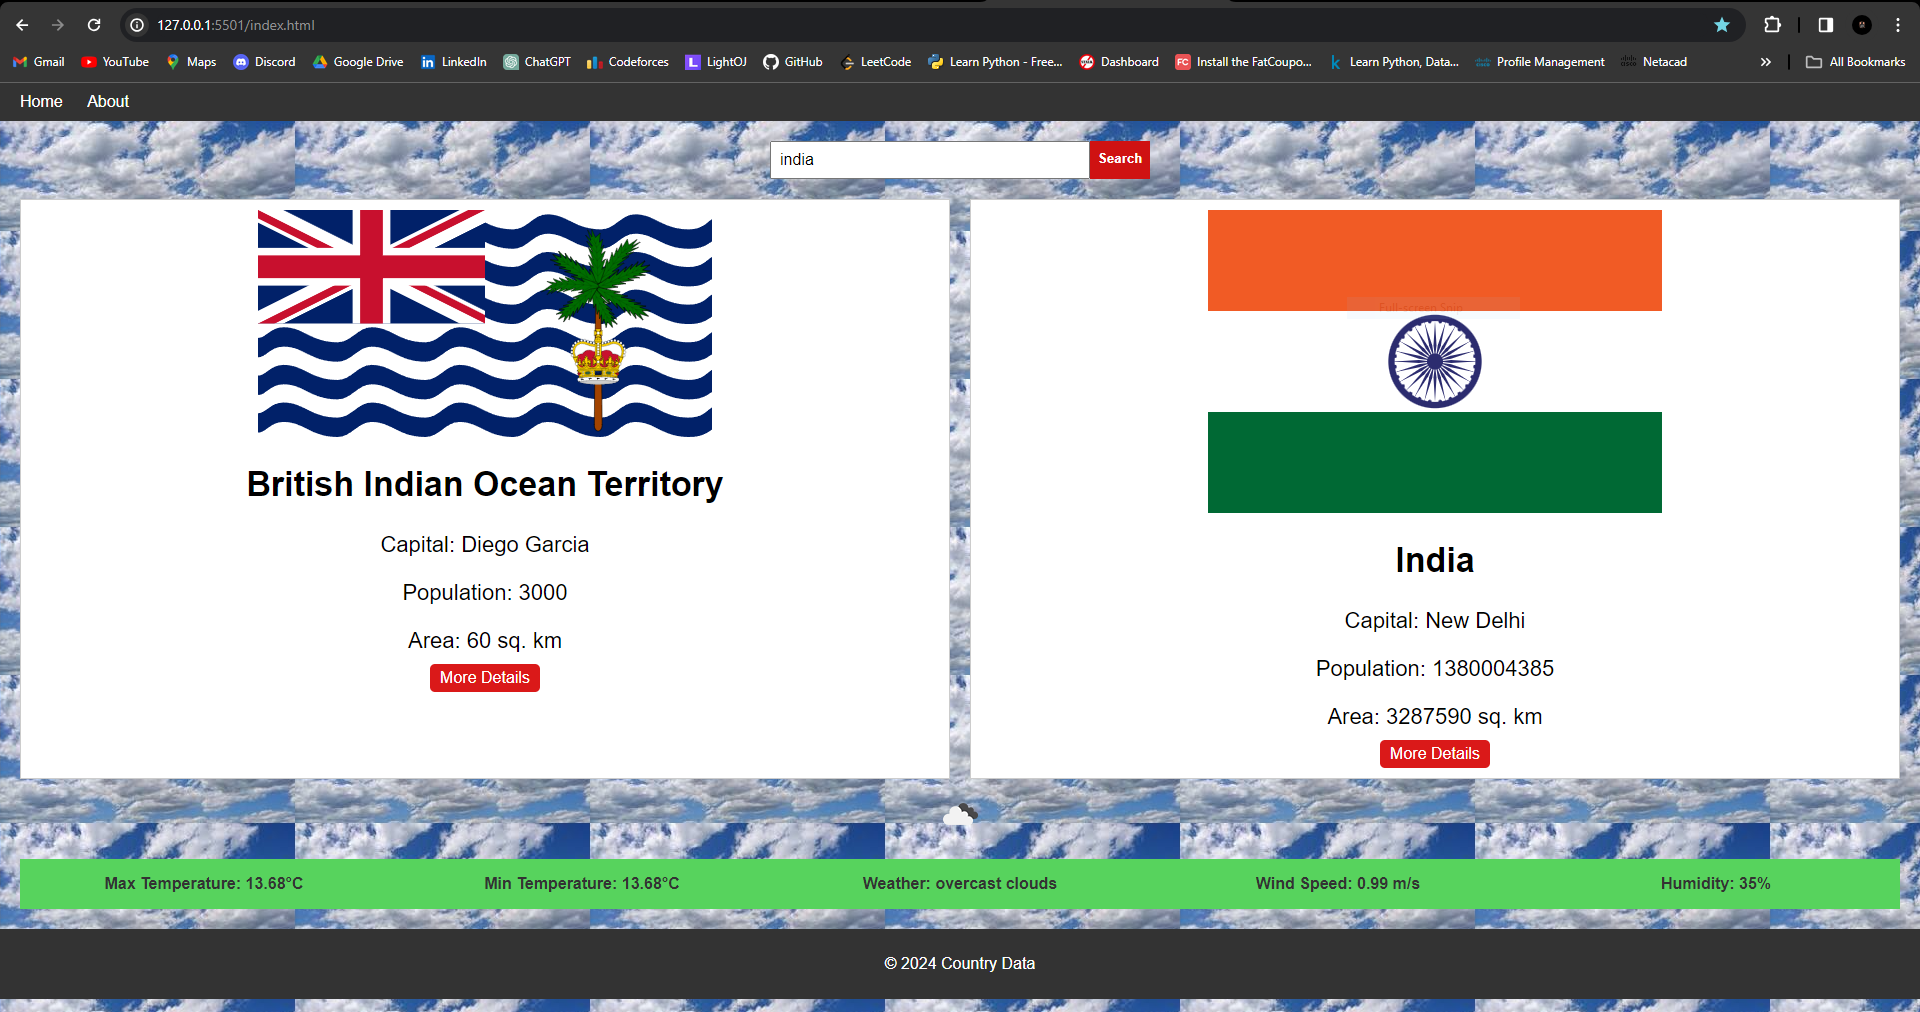 127.0.0.1:5501/index.html
Gmail YouTube Maps Discord Google Drive LinkedIn ChatGPT Codeforces LightOJ GitHub LeetCode Learn Python - Free... Dashboard Install the FatCoupo... Learn Python, Data... Profile Management Netacad » All Bookmarks
Home About
india Search
British Indian Ocean Territory
Capital: Diego Garcia
Population: 3000
Area: 60 sq. km
More Details
Full-screen Snip
India
Capital: New Delhi
Population: 1380004385
Area: 3287590 sq. km
More Details
Max Temperature: 13.68°C Min Temperature: 13.68°C Weather: overcast clouds Wind Speed: 0.99 m/s Humidity: 35%
© 2024 Country Data